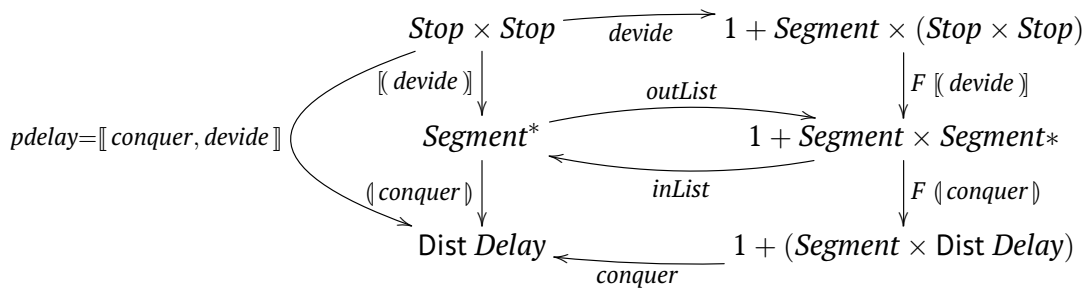 Stop × Stop
devide
1 + Segment × (Stop × Stop)
⟦( devide )⟧
outList
F ⟦( devide )⟧
pdelay=⟦ conquer, devide ⟧
Segment*
1 + Segment × Segment*
inList
⦇ conquer ⦈
F ⦇ conquer ⦈
Dist Delay
1 + (Segment × Dist Delay)
conquer